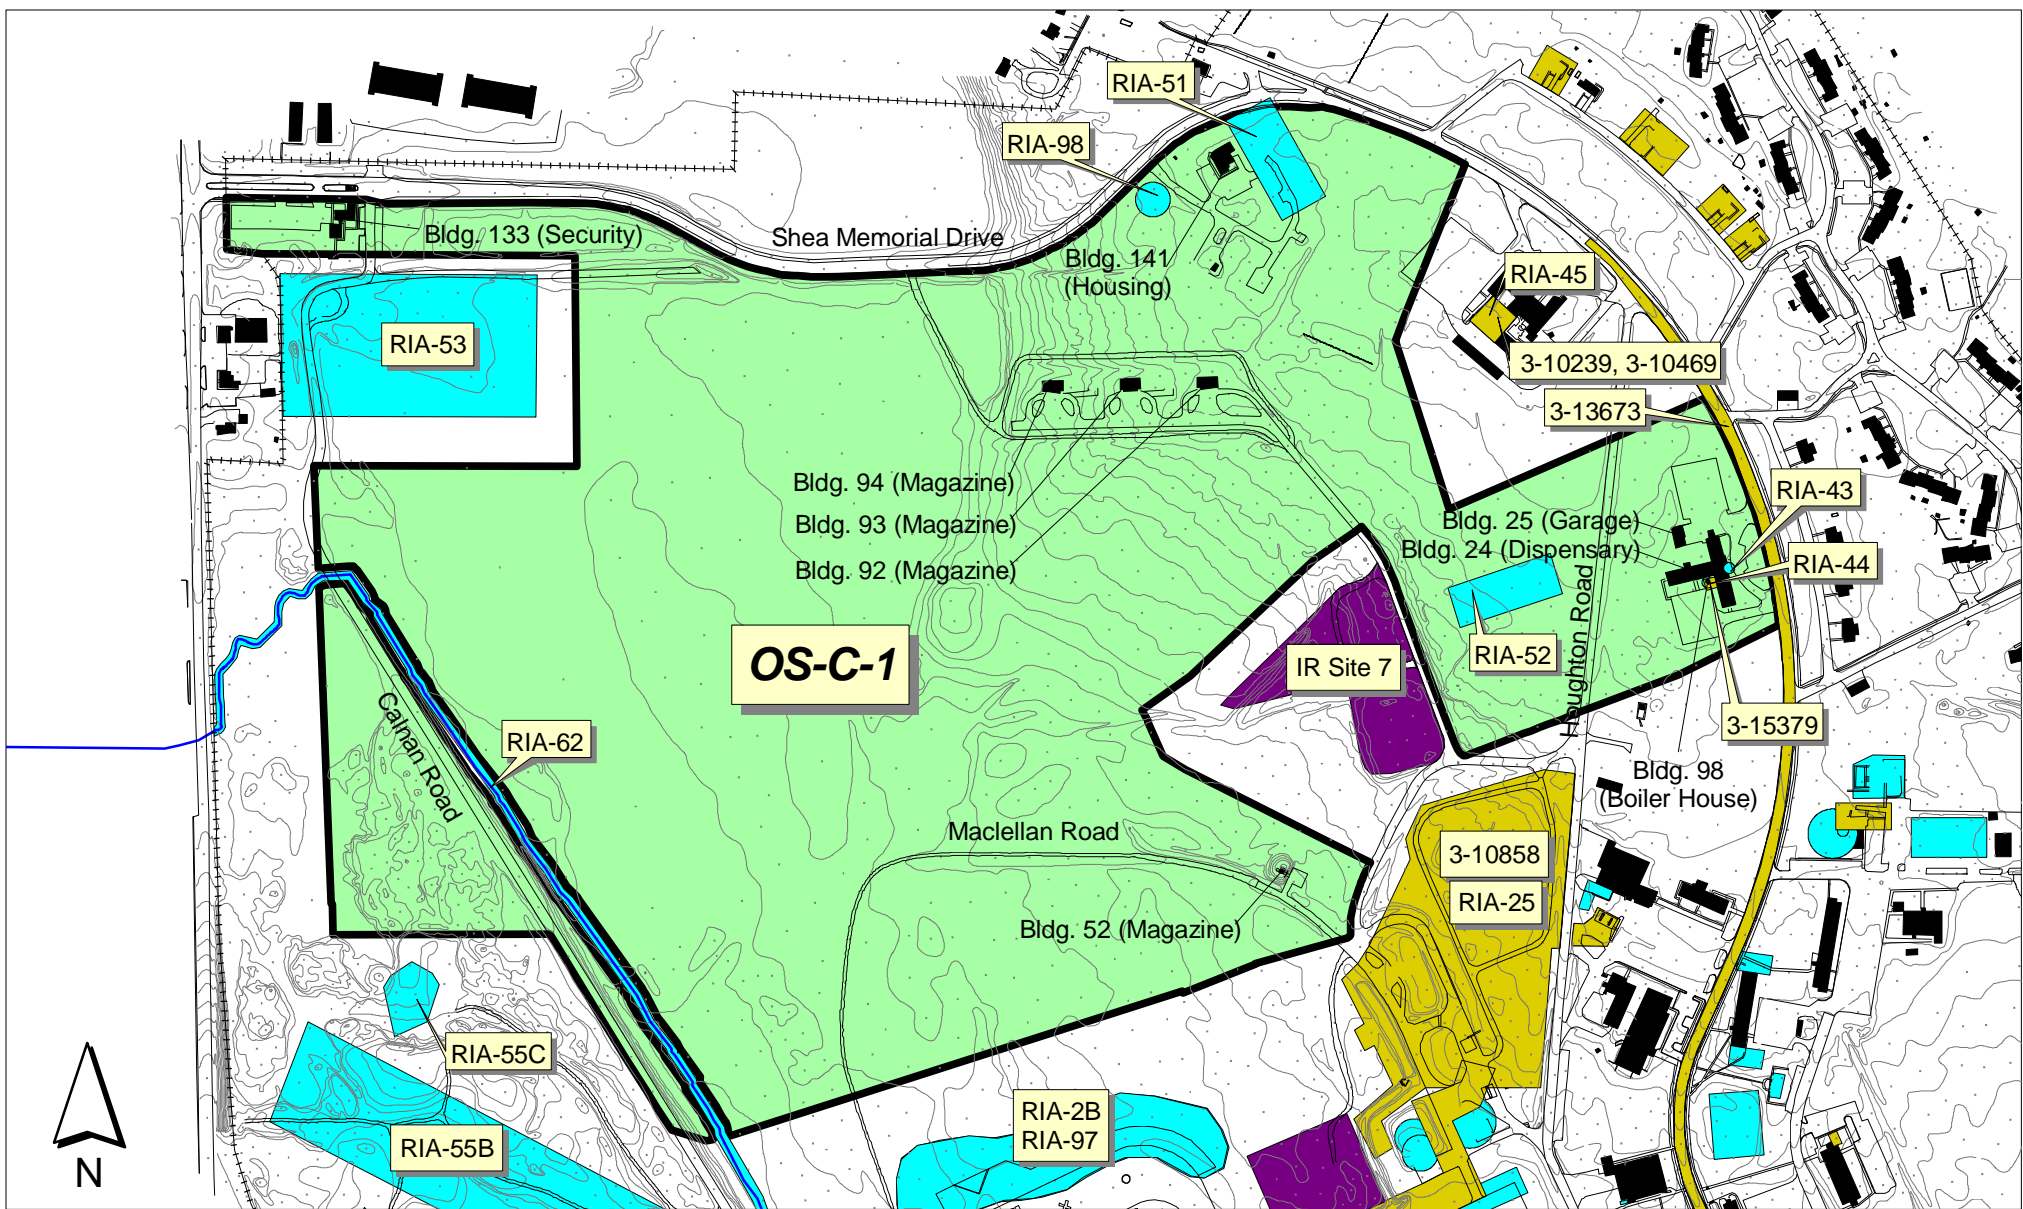 RIA-51
RIA-98
Bldg. 133 (Security)
Shea Memorial Drive
Bldg. 141
(Housing)
RIA-45
RIA-53
3-10239, 3-10469
3-13673
Bldg. 94 (Magazine)
Bldg. 93 (Magazine)
Bldg. 92 (Magazine)
RIA-43
Bldg. 25 (Garage)
Bldg. 24 (Dispensary)
RIA-44
OS-C-1
IR Site 7
RIA-52
Houghton Road
3-15379
Calnan Road
RIA-62
Bldg. 98
(Boiler House)
Maclellan Road
3-10858
RIA-25
Bldg. 52 (Magazine)
RIA-55C
RIA-2B
RIA-97
RIA-55B
N